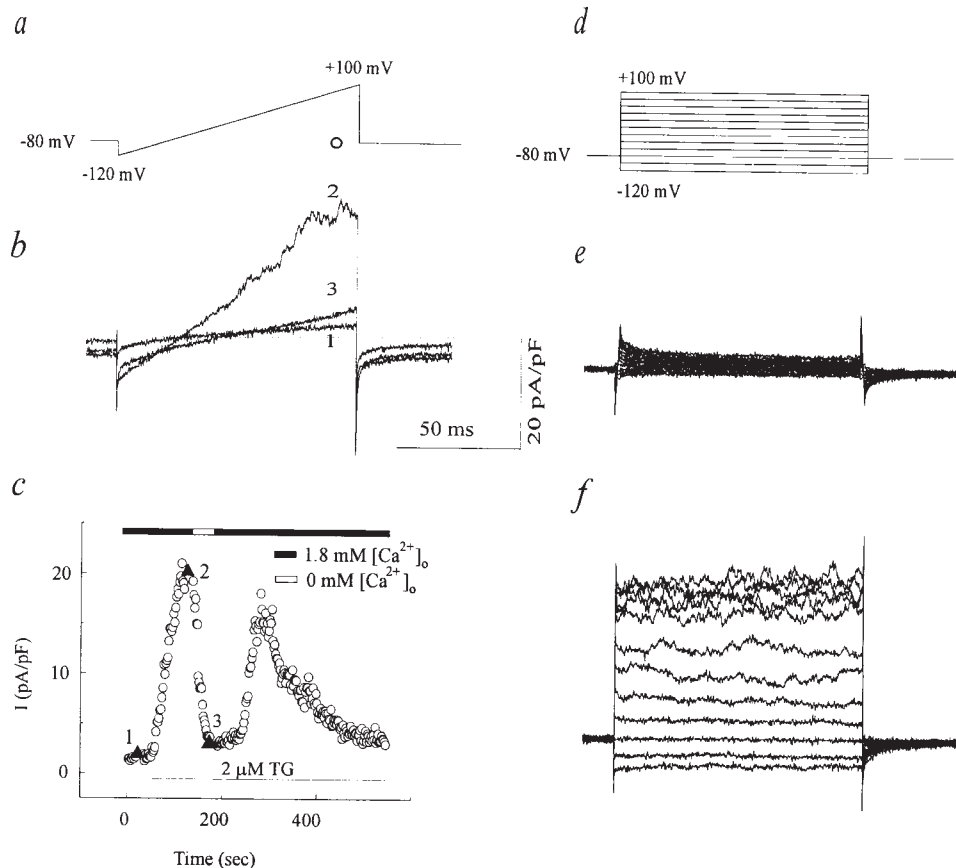 a
+100 mV
-80 mV
-120 mV
b
2
3
1
50 ms
20 pA/pF
c
1.8 mM [Ca²⁺]ₒ
0 mM [Ca²⁺]ₒ
20
10
0
I (pA/pF)
1
2
3
2 µM TG
0
200
400
Time (sec)
d
+100 mV
-80 mV
-120 mV
e
f